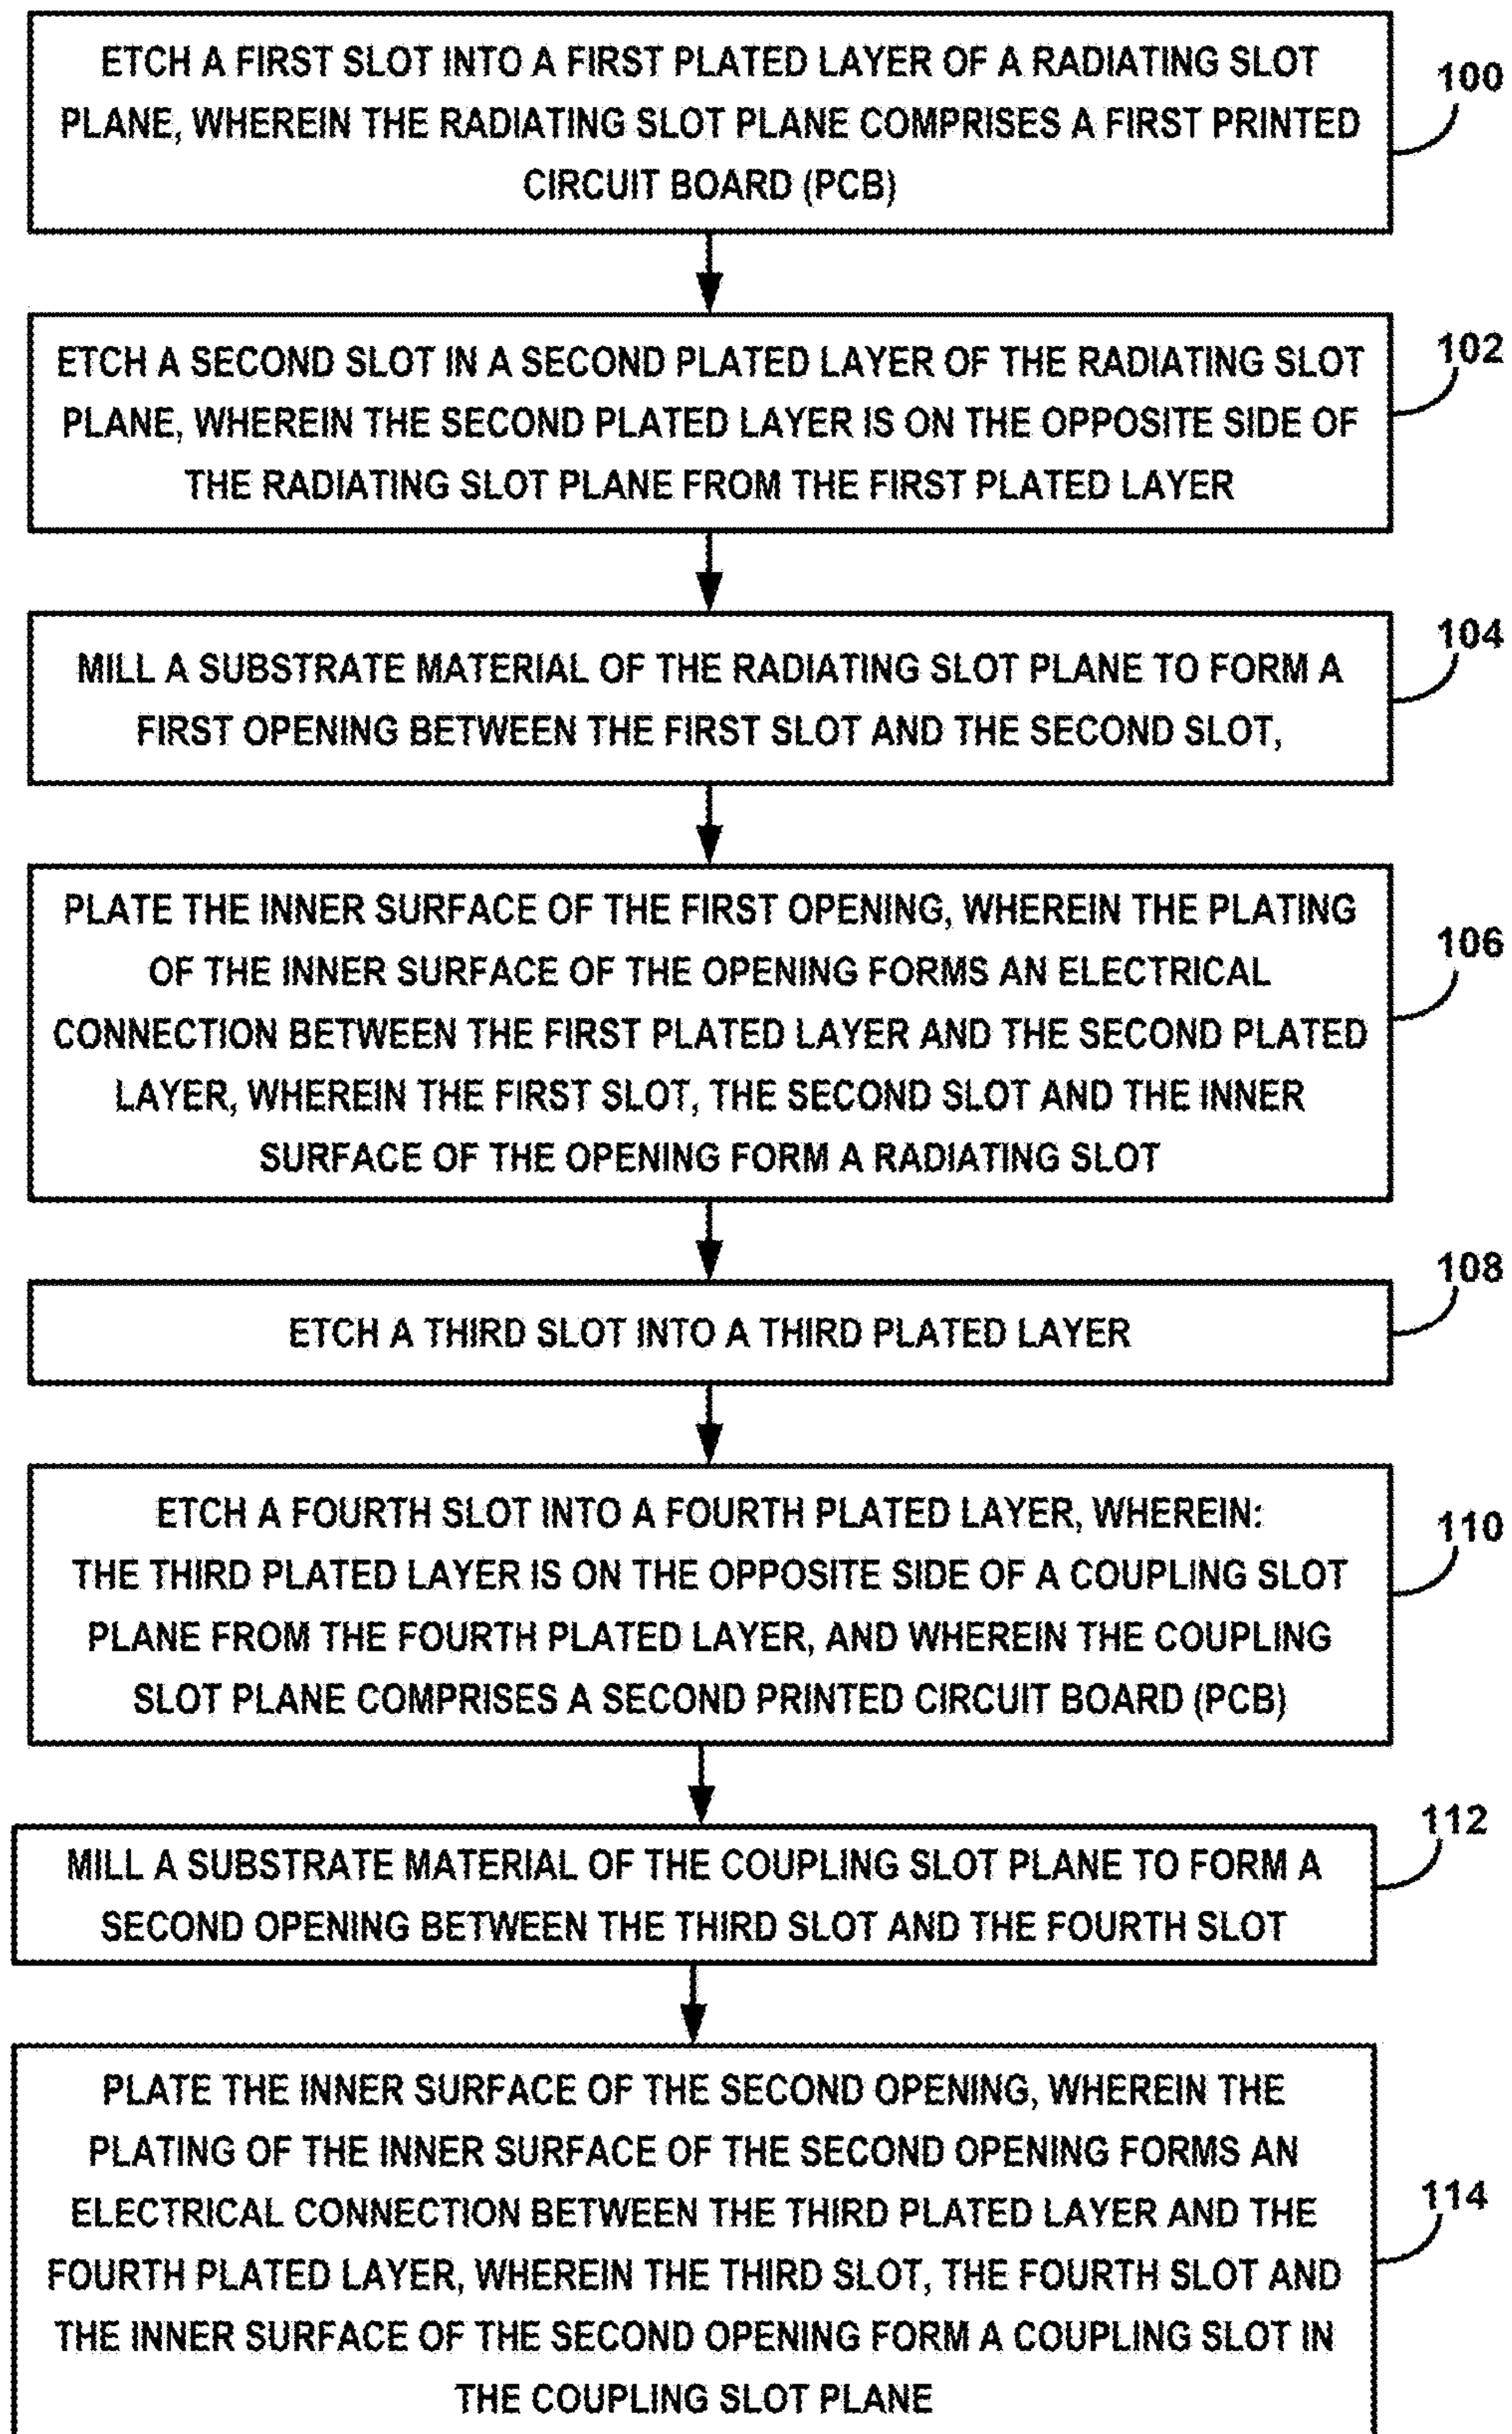 ETCH A FIRST SLOT INTO A FIRST PLATED LAYER OF A RADIATING SLOT
PLANE, WHEREIN THE RADIATING SLOT PLANE COMPRISES A FIRST PRINTED
CIRCUIT BOARD (PCB)
100
ETCH A SECOND SLOT IN A SECOND PLATED LAYER OF THE RADIATING SLOT
PLANE, WHEREIN THE SECOND PLATED LAYER IS ON THE OPPOSITE SIDE OF
THE RADIATING SLOT PLANE FROM THE FIRST PLATED LAYER
102
MILL A SUBSTRATE MATERIAL OF THE RADIATING SLOT PLANE TO FORM A
FIRST OPENING BETWEEN THE FIRST SLOT AND THE SECOND SLOT,
104
PLATE THE INNER SURFACE OF THE FIRST OPENING, WHEREIN THE PLATING
OF THE INNER SURFACE OF THE OPENING FORMS AN ELECTRICAL
CONNECTION BETWEEN THE FIRST PLATED LAYER AND THE SECOND PLATED
LAYER, WHEREIN THE FIRST SLOT, THE SECOND SLOT AND THE INNER
SURFACE OF THE OPENING FORM A RADIATING SLOT
106
ETCH A THIRD SLOT INTO A THIRD PLATED LAYER
108
ETCH A FOURTH SLOT INTO A FOURTH PLATED LAYER, WHEREIN:
THE THIRD PLATED LAYER IS ON THE OPPOSITE SIDE OF A COUPLING SLOT
PLANE FROM THE FOURTH PLATED LAYER, AND WHEREIN THE COUPLING
SLOT PLANE COMPRISES A SECOND PRINTED CIRCUIT BOARD (PCB)
110
MILL A SUBSTRATE MATERIAL OF THE COUPLING SLOT PLANE TO FORM A
SECOND OPENING BETWEEN THE THIRD SLOT AND THE FOURTH SLOT
112
PLATE THE INNER SURFACE OF THE SECOND OPENING, WHEREIN THE
PLATING OF THE INNER SURFACE OF THE SECOND OPENING FORMS AN
ELECTRICAL CONNECTION BETWEEN THE THIRD PLATED LAYER AND THE
FOURTH PLATED LAYER, WHEREIN THE THIRD SLOT, THE FOURTH SLOT AND
THE INNER SURFACE OF THE SECOND OPENING FORM A COUPLING SLOT IN
THE COUPLING SLOT PLANE
114